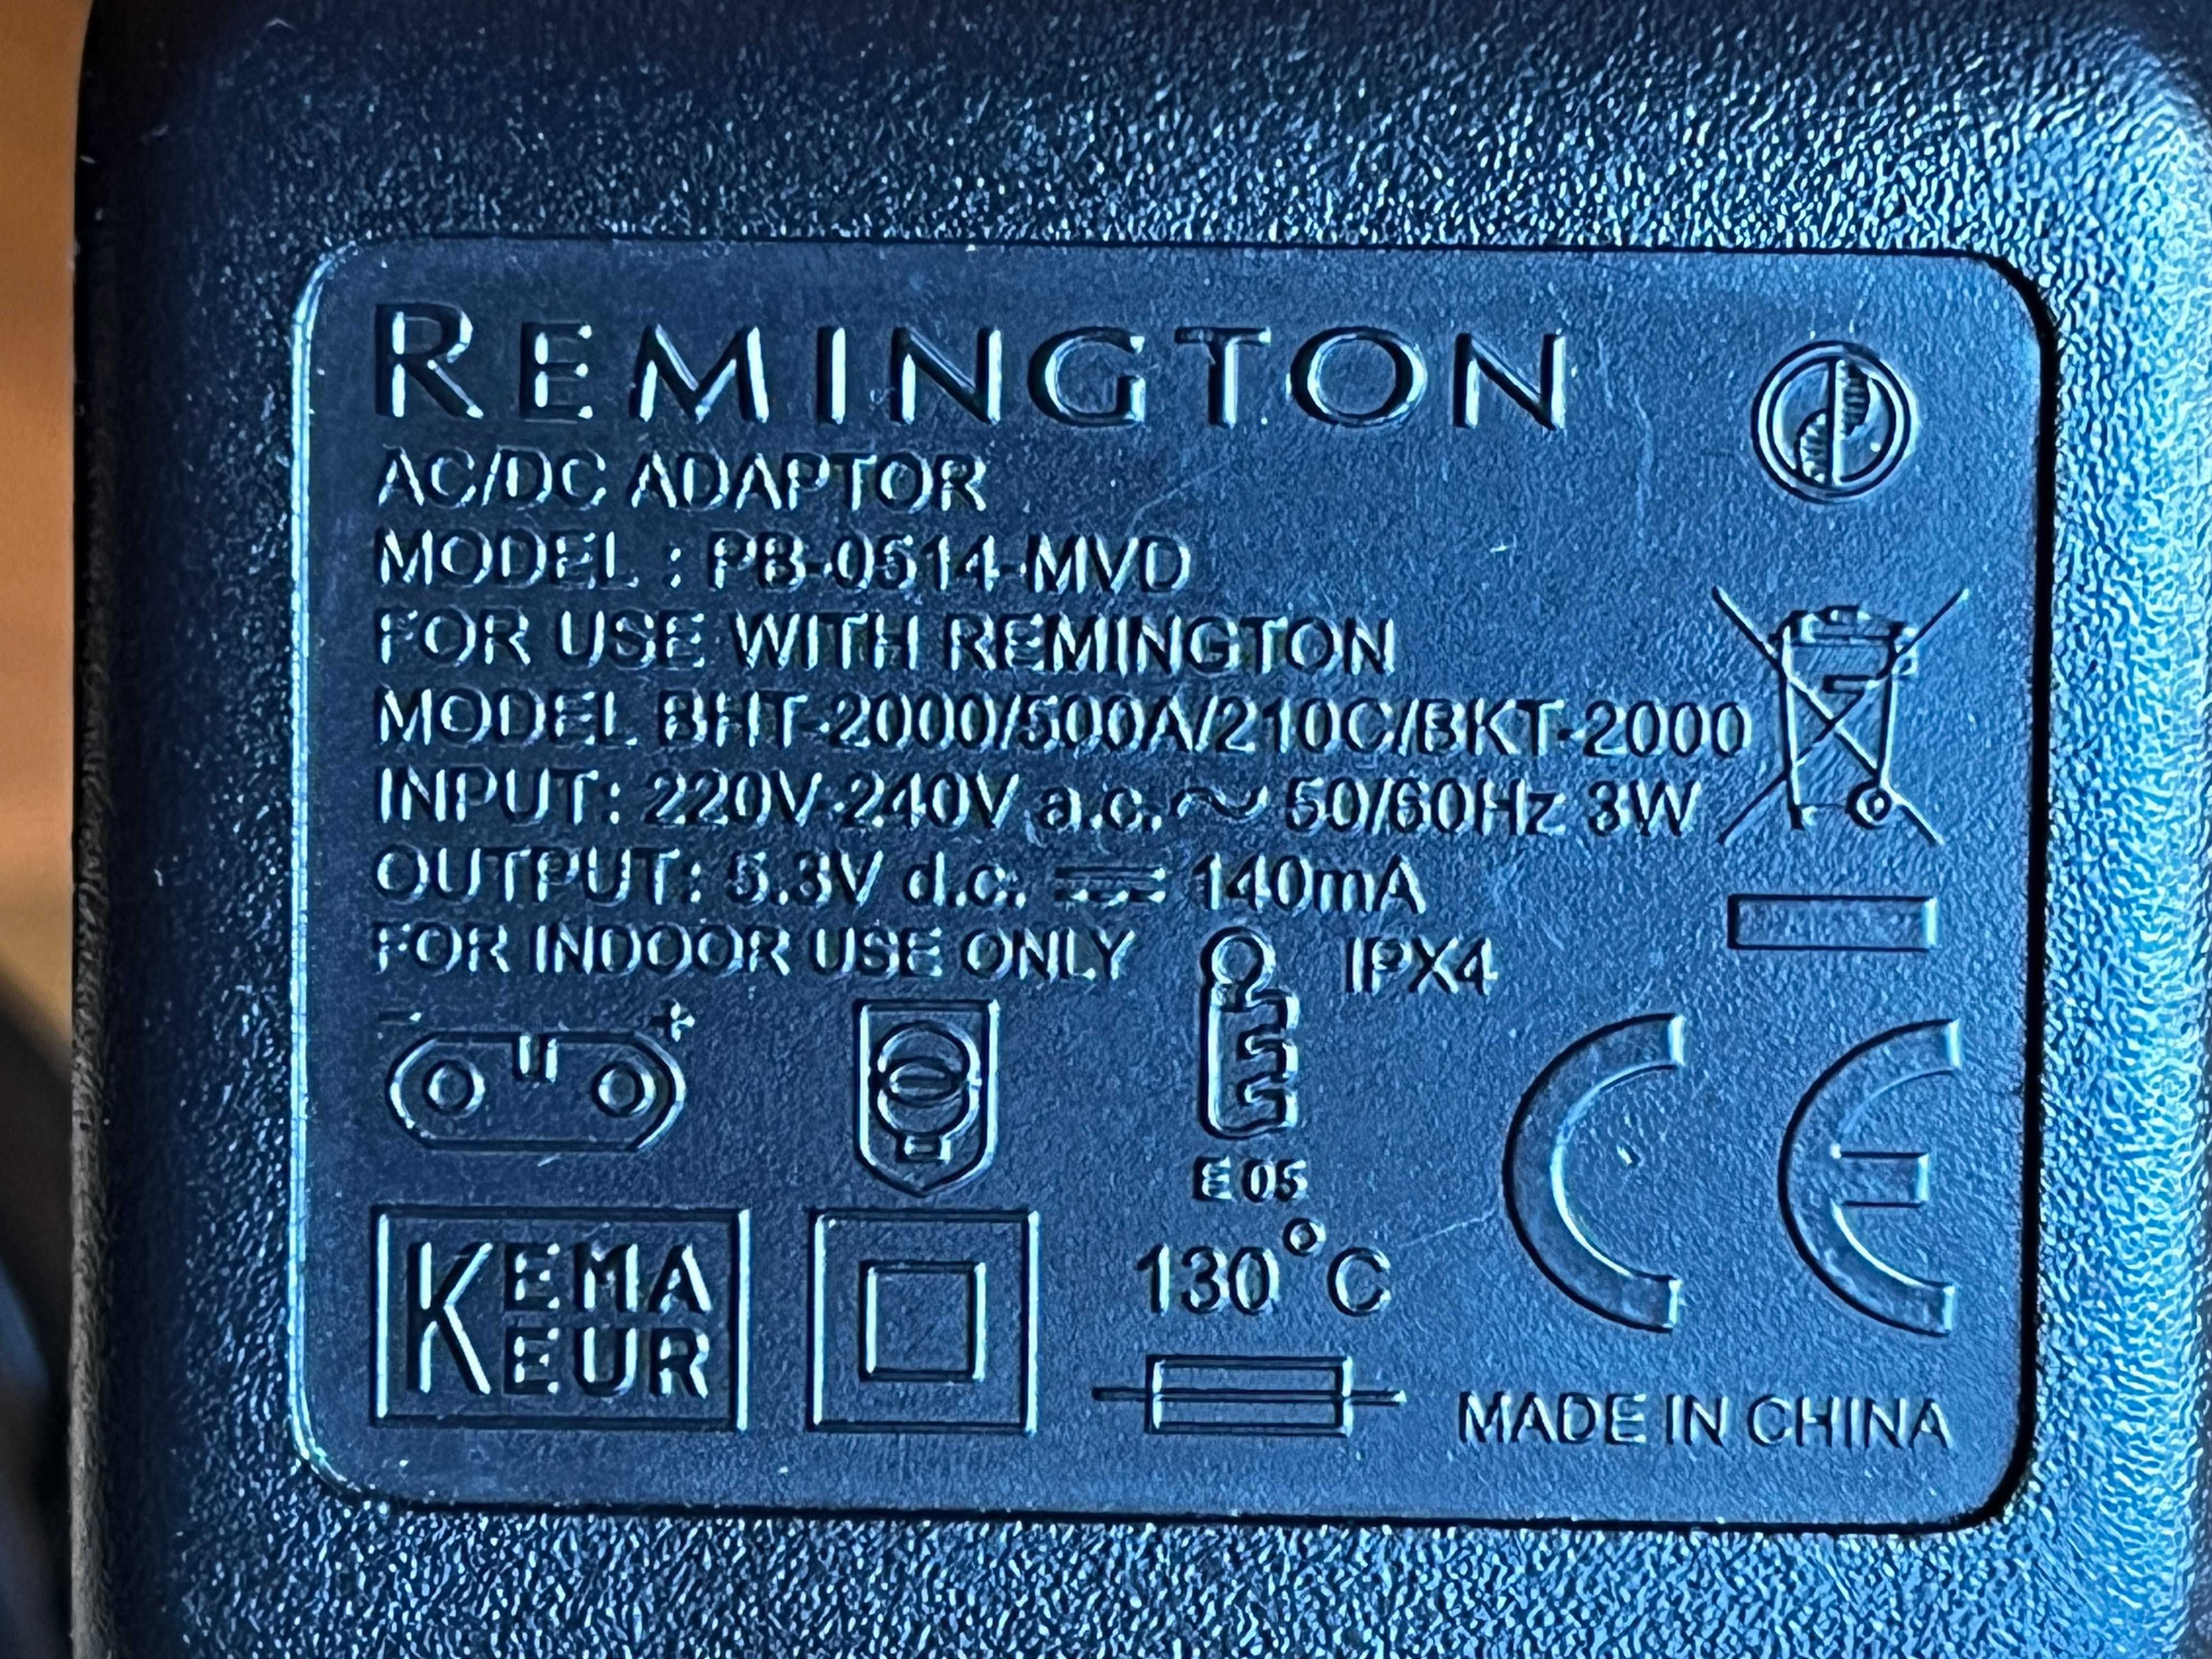 REMINGTON
AC/DC ADAPTOR
MODEL : PB-0514-MVD
FOR USE WITH REMINGTON
MODEL BHT-2000/500A/210C/BKT-2000
INPUT: 220V-240V a.c. ~ 50/60Hz 3W
OUTPUT: 5.3V d.c. ⎓ 140mA
FOR INDOOR USE ONLY
IPX4
- +
E 05
KEMA
KEUR
130°C
CE
MADE IN CHINA